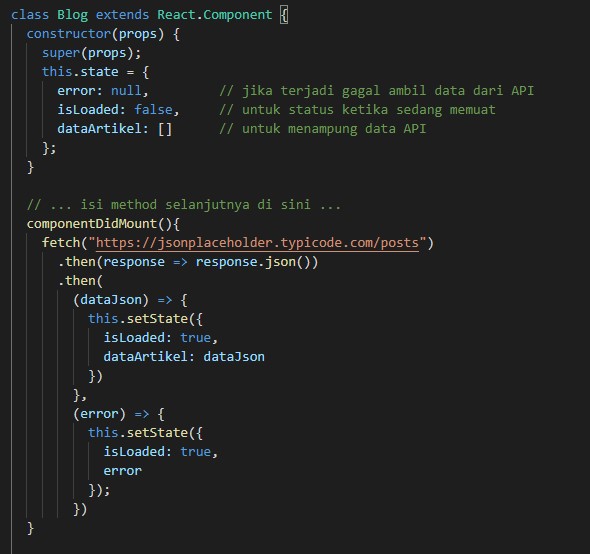 class Blog extends React.Component {
  constructor(props) {
    super(props);
    this.state = {
      error: null,         // jika terjadi gagal ambil data dari API
      isLoaded: false,     // untuk status ketika sedang memuat
      dataArtikel: []      // untuk menampung data API
    };
  }

  // ... isi method selanjutnya di sini ...
  componentDidMount(){
    fetch("https://jsonplaceholder.typicode.com/posts")
      .then(response => response.json())
      .then(
        (dataJson) => {
          this.setState({
            isLoaded: true,
            dataArtikel: dataJson
          })
        },
        (error) => {
          this.setState({
            isLoaded: true,
            error
          });
        })
  }